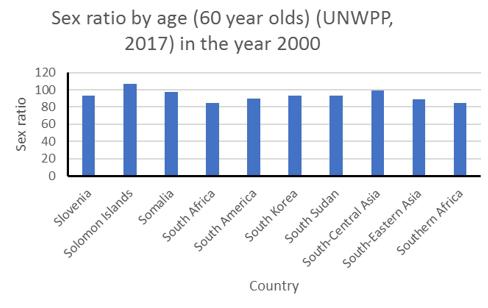 Sex ratio by age (60 year olds) (UNWPP,
2017) in the year 2000
120
100
80
60
40
20
0
Sex ratio
Slovenia
Solomon Islands
Somalia
South Africa
South America
South Korea
South Sudan
South-Central Asia
South-Eastern Asia
Southern Africa
Country